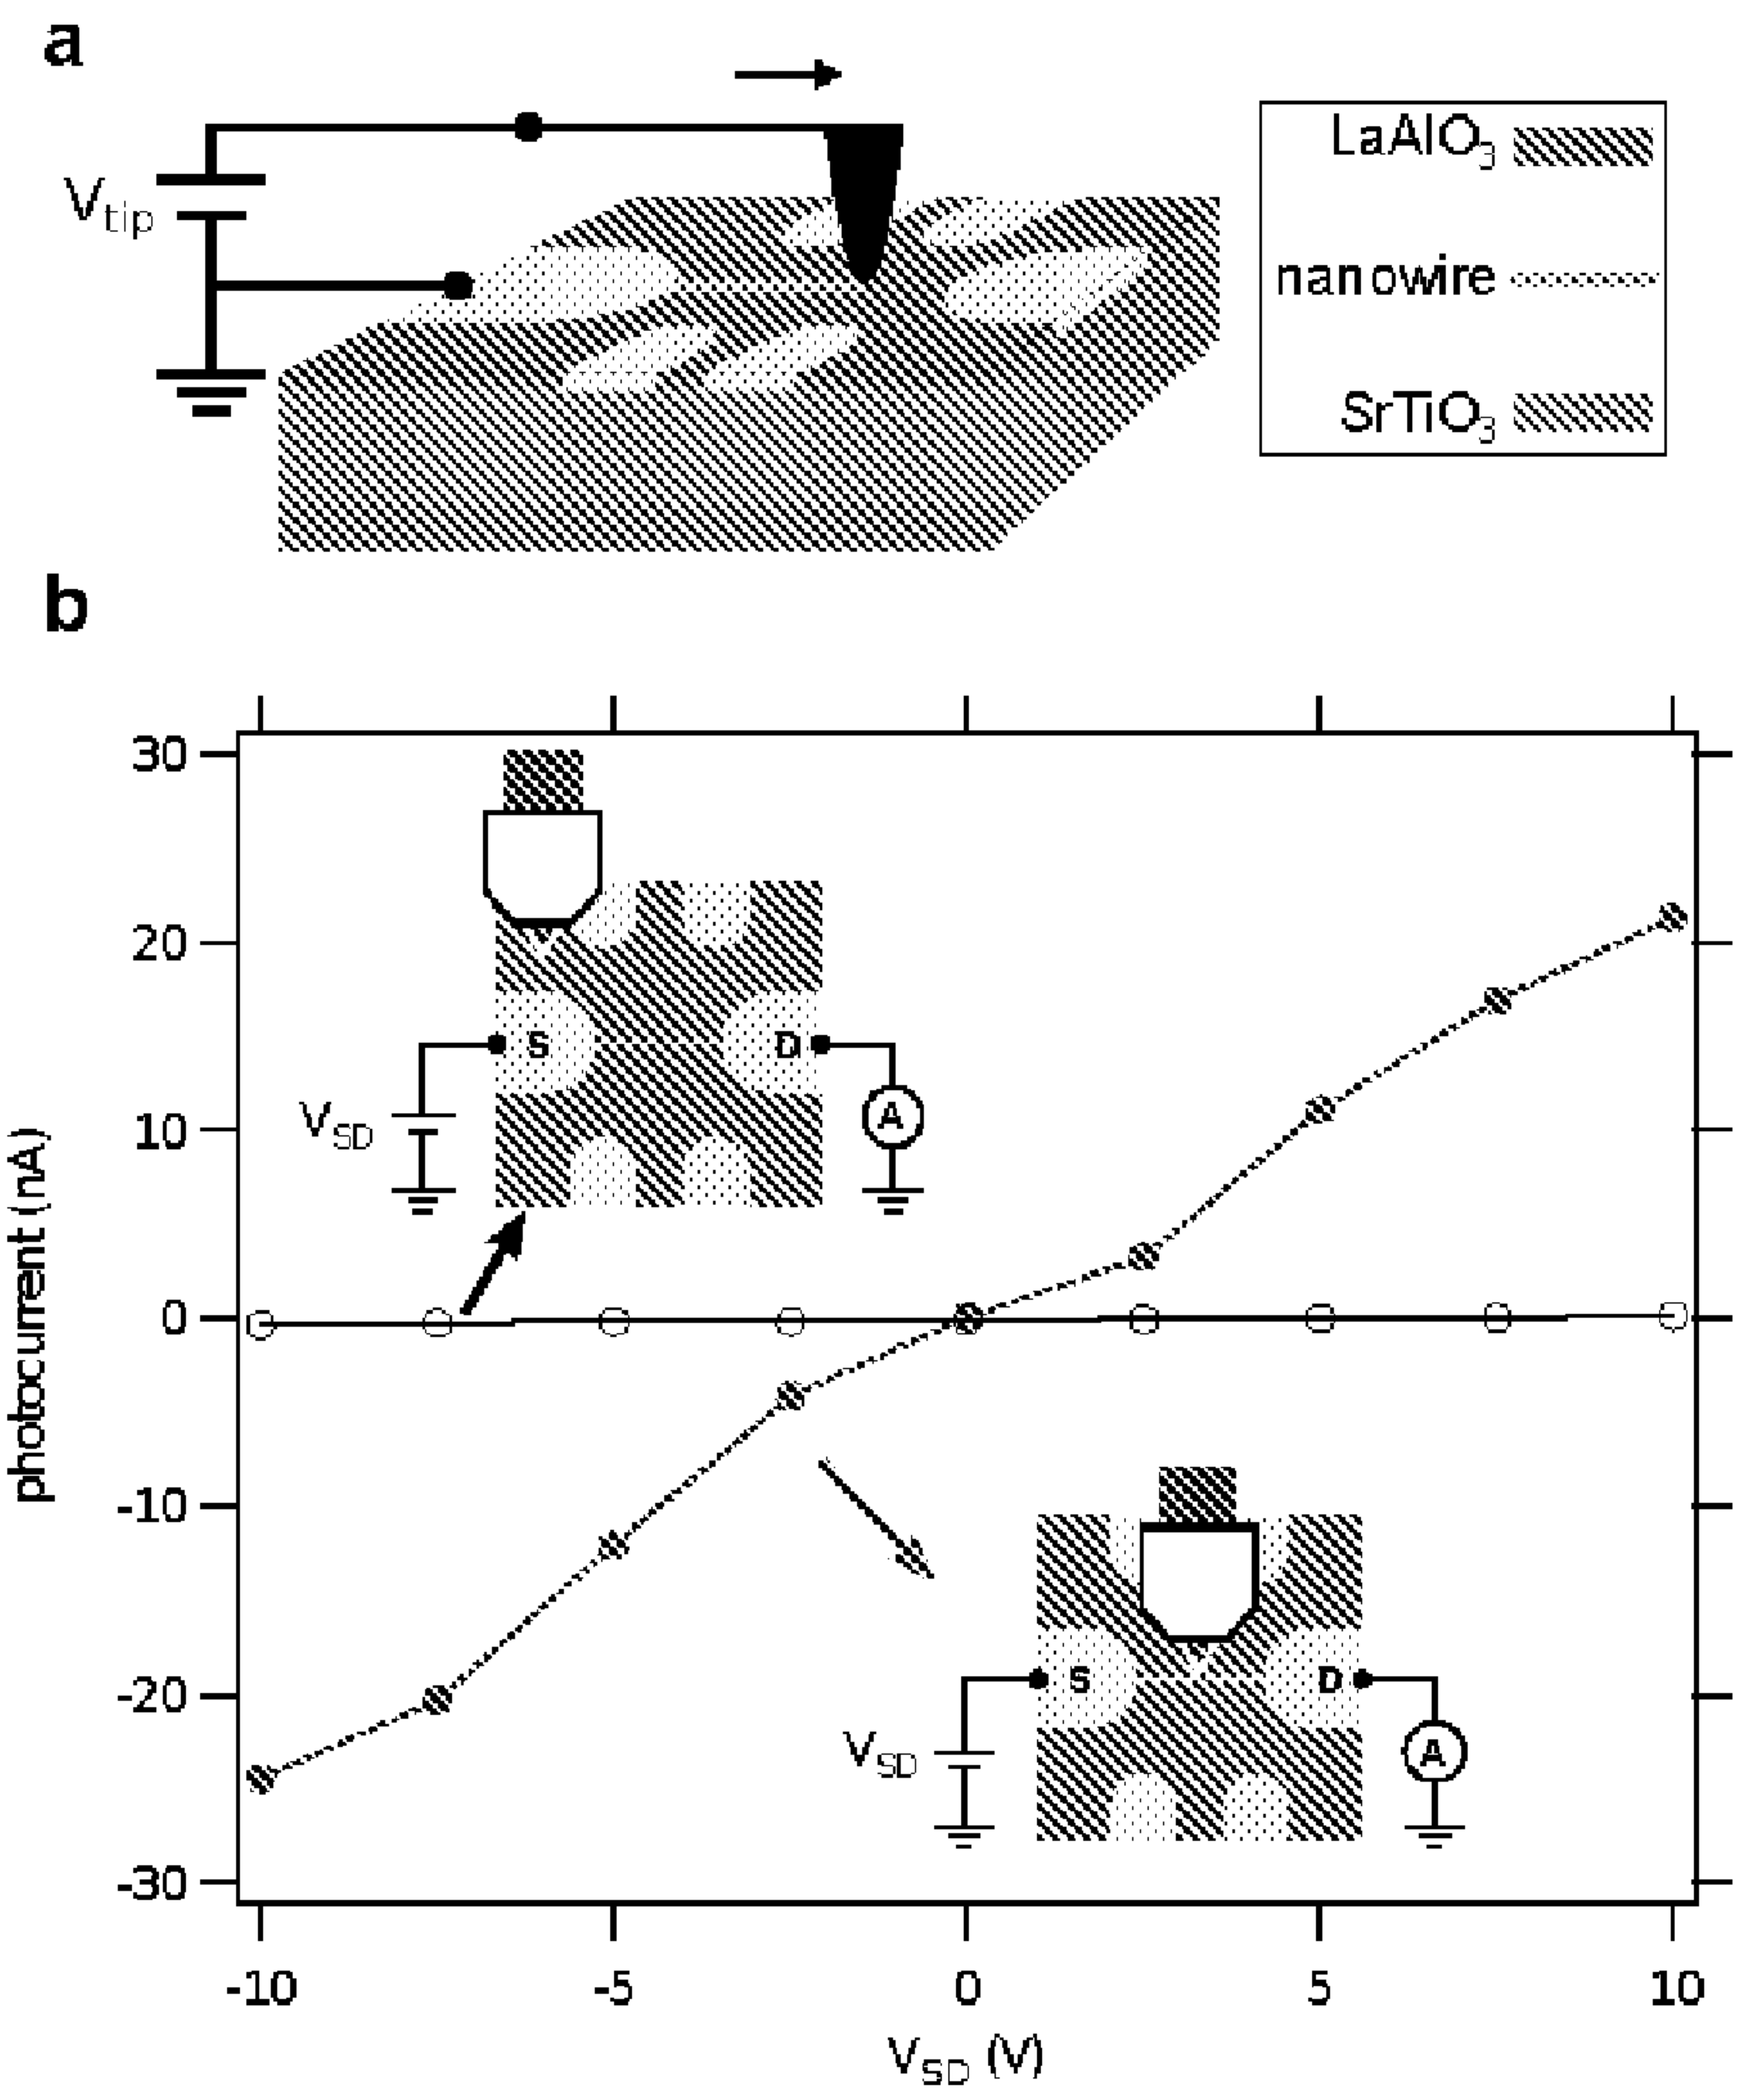 a
V_tip
LaAlO₃
nanowire
SrTiO₃
b
photocurrent (nA)
30
20
10
0
-10
-20
-30
S
D
V_SD
A
S
D
V_SD
A
-10
-5
0
5
10
V_SD (V)